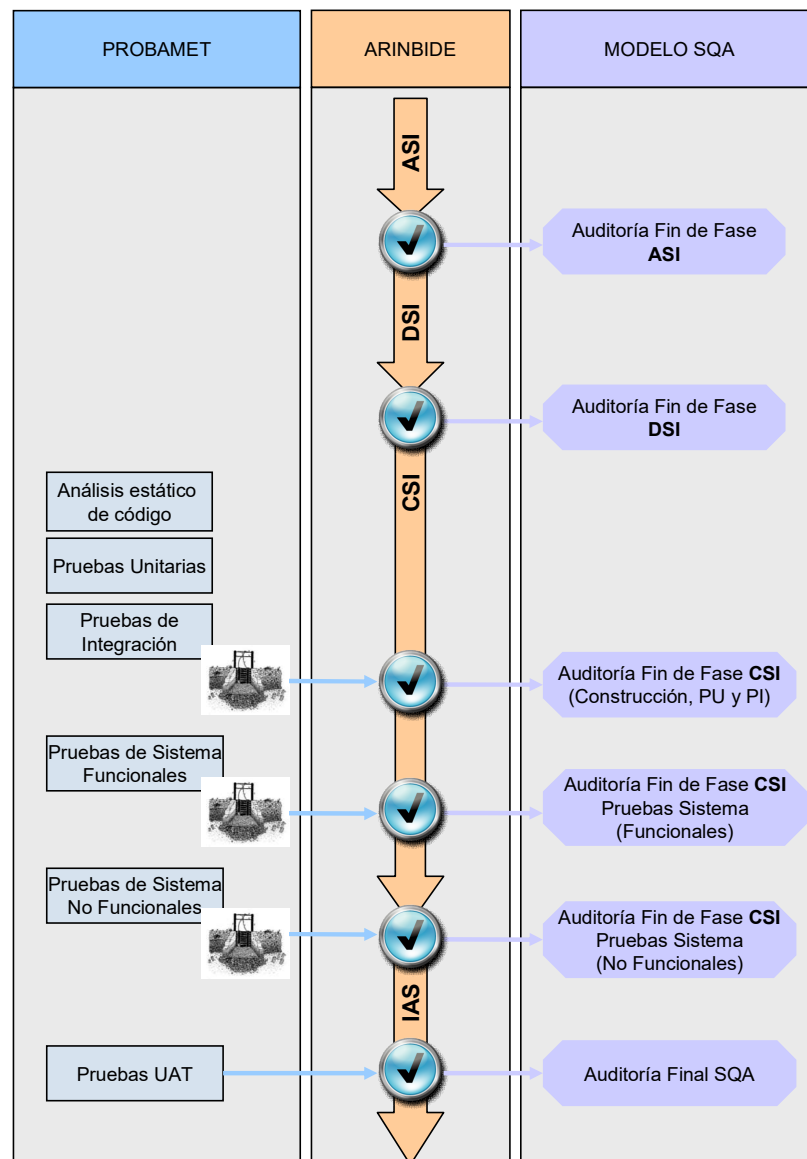 PROBAMET
ARINBIDE
MODELO SQA
ASI
Auditoría Fin de Fase
ASI
DSI
Auditoría Fin de Fase
DSI
CSI
Análisis estático
de código
Pruebas Unitarias
Pruebas de
Integración
Auditoría Fin de Fase CSI
(Construcción, PU y PI)
Pruebas de Sistema
Funcionales
Auditoría Fin de Fase CSI
Pruebas Sistema
(Funcionales)
Pruebas de Sistema
No Funcionales
Auditoría Fin de Fase CSI
Pruebas Sistema
(No Funcionales)
IAS
Pruebas UAT
Auditoría Final SQA